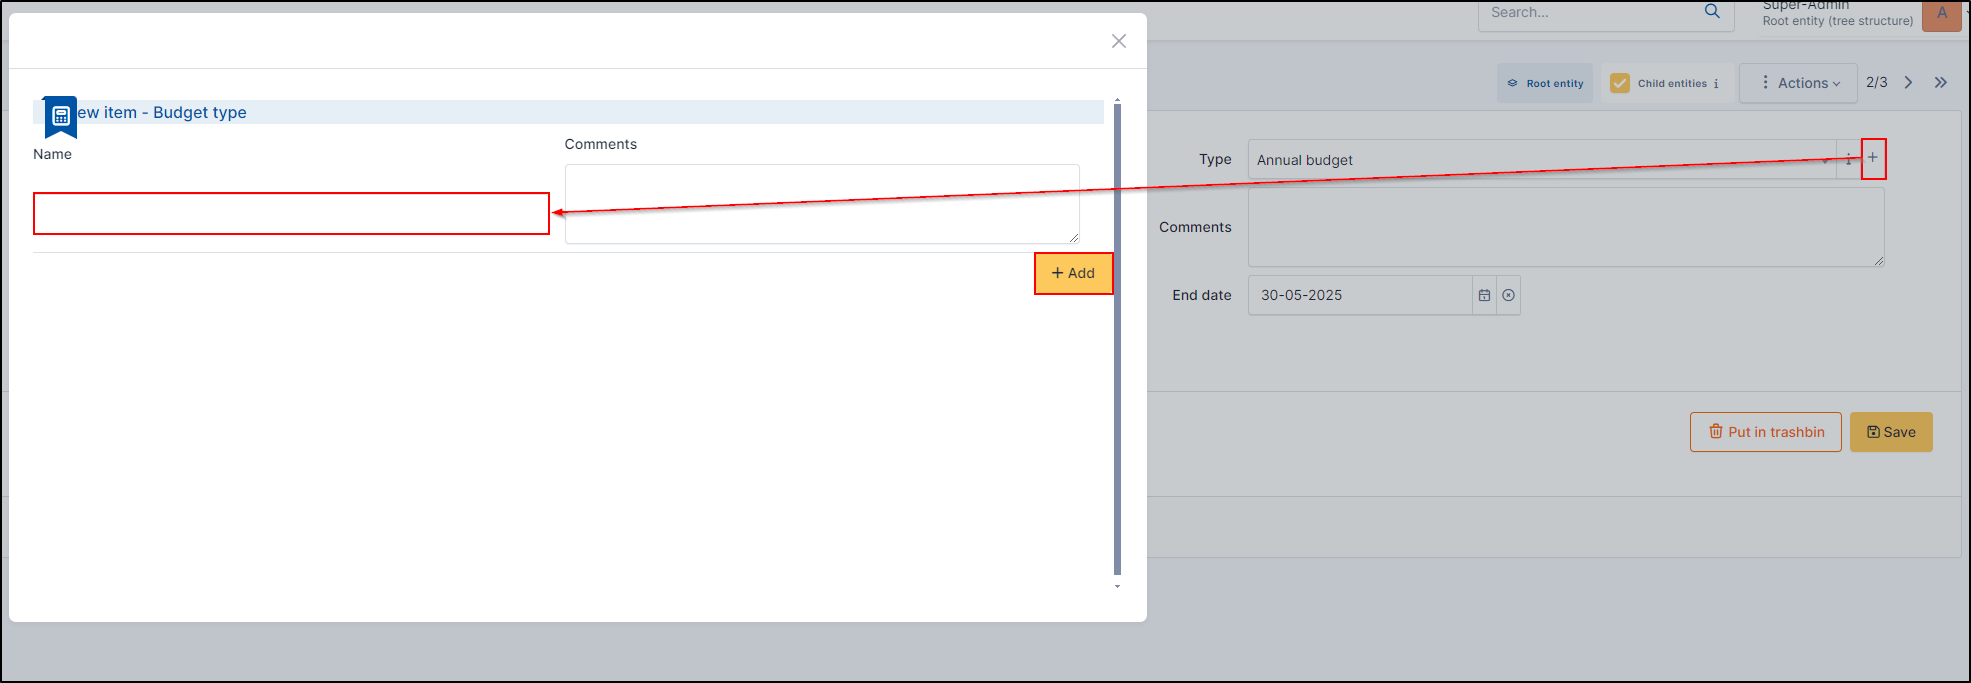 Search...
Super-Admin
Root entity (tree structure)
A
ew item - Budget type
Name
Comments
+ Add
Root entity
Child entities i
Actions
2/3
Type
Annual budget
i
+
Comments
End date
30-05-2025
Put in trashbin
Save